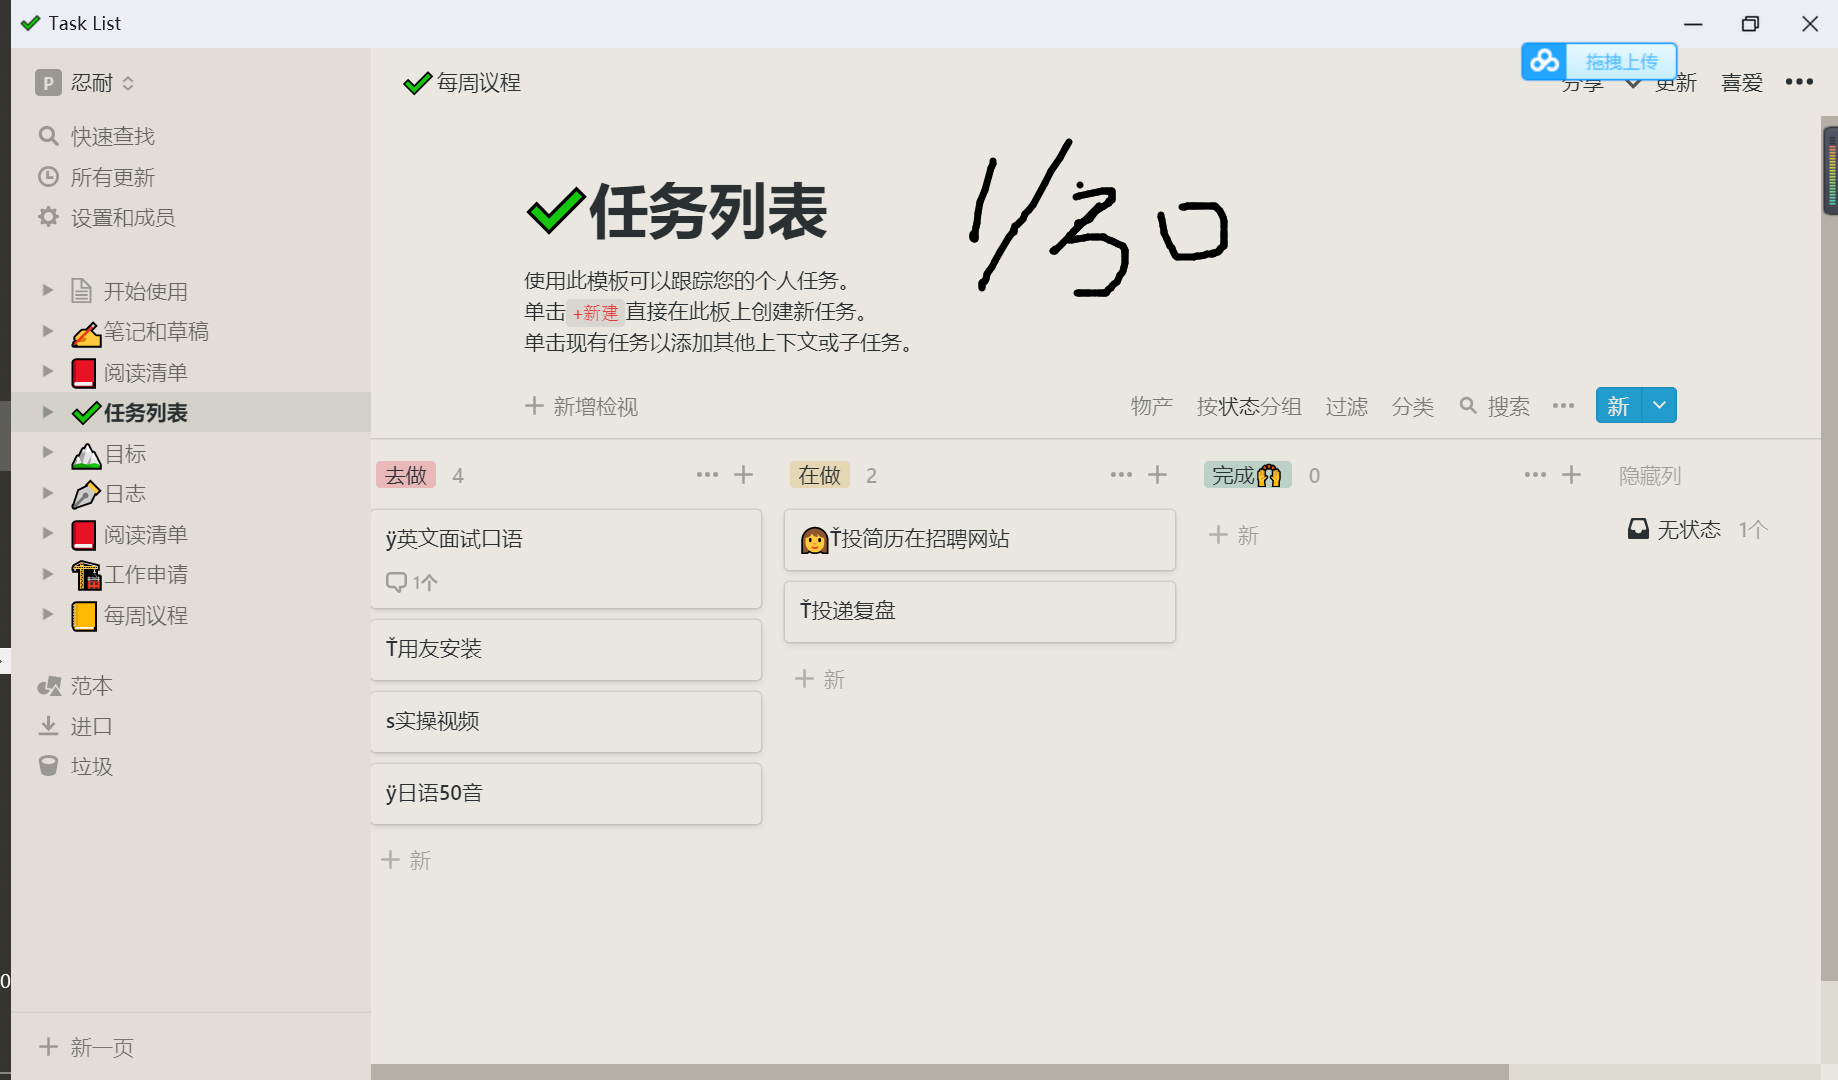 Task List
P 忍耐
快速查找
所有更新
设置和成员
开始使用
笔记和草稿
阅读清单
任务列表
目标
日志
阅读清单
工作申请
每周议程
范本
进口
垃圾
新一页
每周议程
拖拽上传
分享 更新 喜爱
任务列表
1/30
使用此模板可以跟踪您的个人任务。
单击+新建直接在此板上创建新任务。
单击现有任务以添加其他上下文或子任务。
新增检视
物产 按状态分组 过滤 分类 搜索 新
去做 4
ÿ英文面试口语
1个
Ť用友安装
s实操视频
ÿ日语50音
新
在做 2
Ť投简历在招聘网站
Ť投递复盘
新
完成 0
新
隐藏列
无状态 1个
0